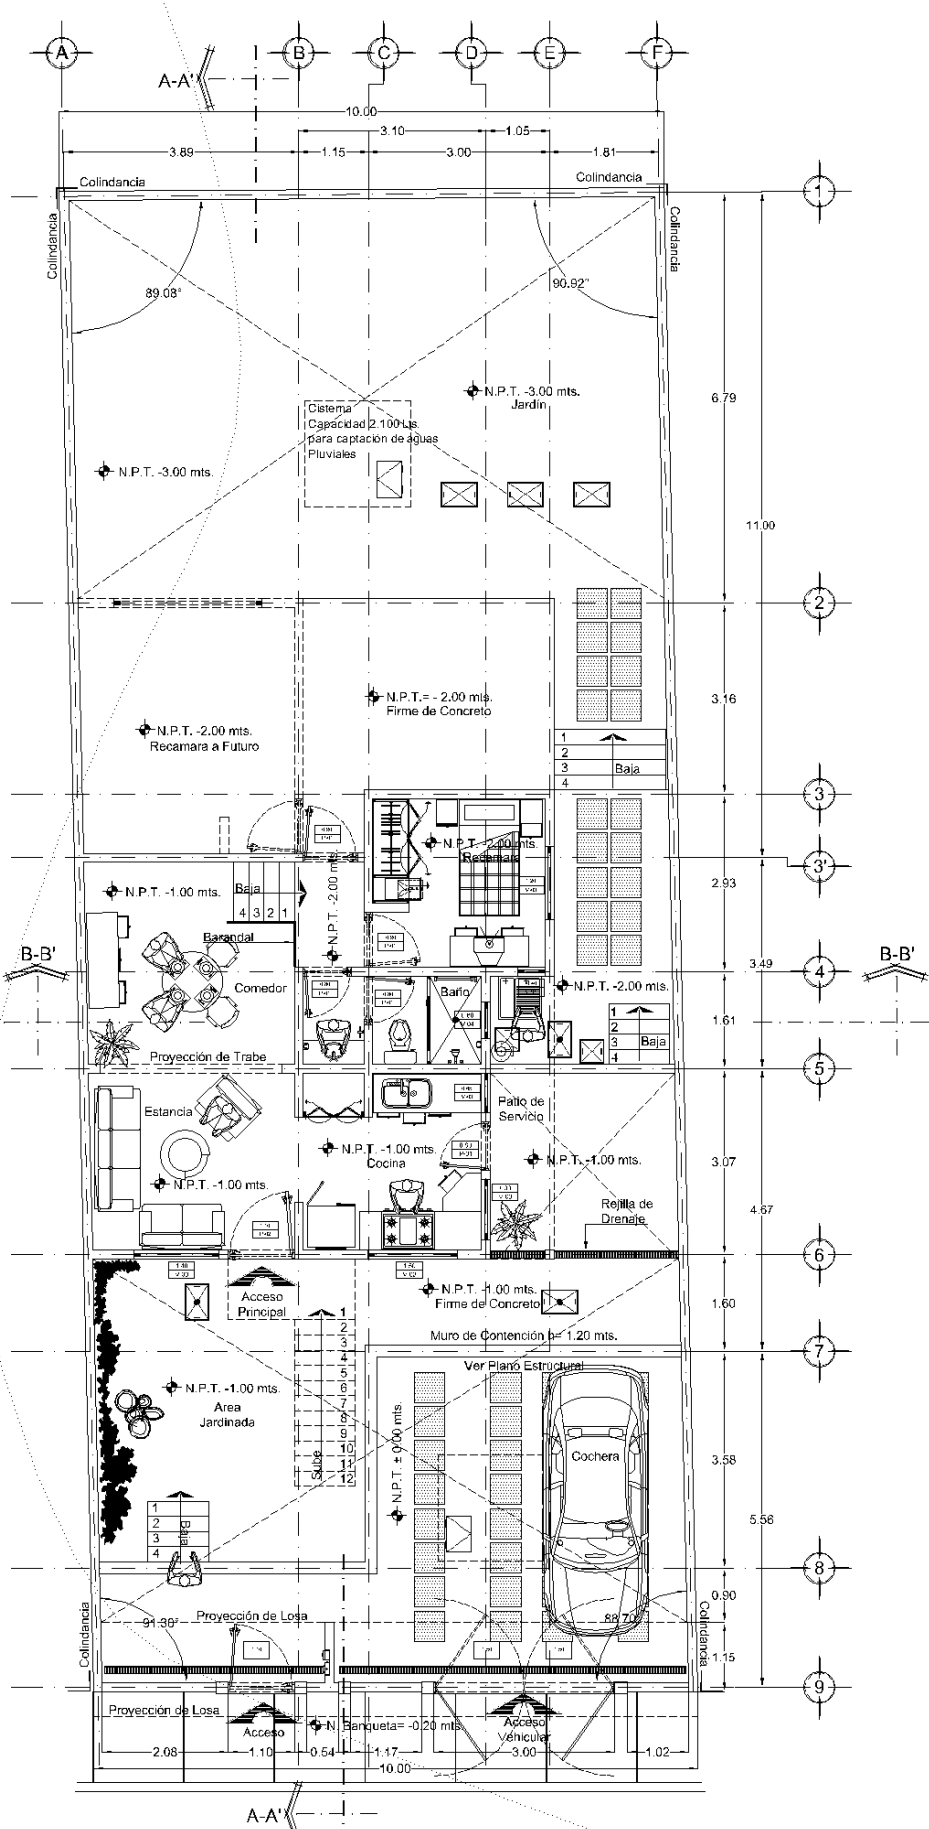 A B C D E F
A-A'
10.00
3.10 1.05
3.89 1.15 3.00 1.81
Colindancia
Colindancia
1
Colindancia
Colindancia
89.08°
90.92°
N.P.T. -3.00 mts.
Jardín
6.79
Cisterna
Capacidad 2.100 Lts.
para captación de aguas
Pluviales
N.P.T. -3.00 mts.
11.00
2
N.P.T.= - 2.00 mts.
Firme de Concreto
3.16
N.P.T. -2.00 mts.
Recamara a Futuro
1
2
3
4
Baja
3
N.P.T. -2.00 mts.
Recamara
3'
2.93
N.P.T. -1.00 mts.
Baja
4 3 2 1
N.P.T. -2.00 mts.
Barandal
B-B'
B-B'
3.49
4
Comedor
Baño
N.P.T. -2.00 mts.
1
2
3
4
Baja
1.61
Proyección de Trabe
5
Estancia
Patio de
Servicio
N.P.T. -1.00 mts.
Cocina
N.P.T. -1.00 mts.
3.07
N.P.T. -1.00 mts.
Rejilla de
Drenaje
4.67
6
Acceso
Principal
N.P.T. -1.00 mts.
Firme de Concreto
1.60
Muro de Contención h= 1.20 mts.
7
Ver Plano Estructural
1
2
3
4
5
6
7
8
9
10
11
12
Sube
N.P.T. -1.00 mts.
Area
Jardinada
N.P.T. ± 0.00 mts.
Cochera
3.58
5.56
1
2
3
4
Baja
8
0.90
Colindancia
91.30°
Proyección de Losa
88.70
Colindancia
1.15
9
Proyección de Losa
Acceso
N. Banqueta= -0.20 mts.
Acceso
Vehicular
2.08 1.10 0.54 1.17 3.00 1.02
10.00
A-A'